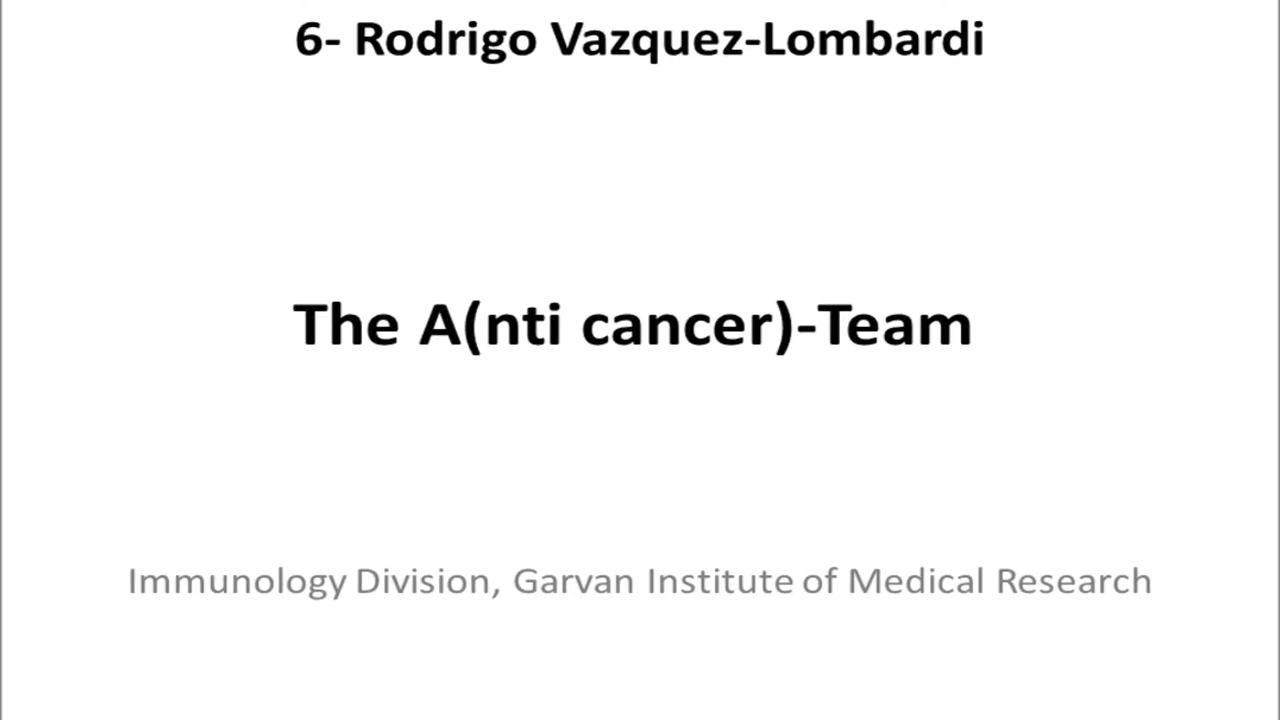 6- Rodrigo Vazquez-Lombardi
The A(nti cancer)-Team
Immunology Division, Garvan Institute of Medical Research